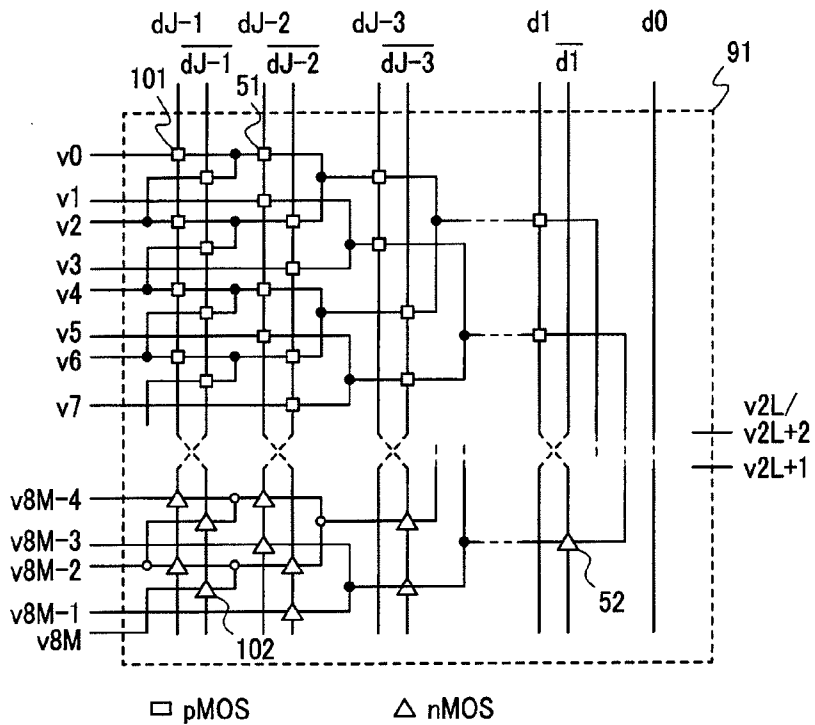 dJ-1 dJ-2 dJ-3 d1 d0
dJ-1 dJ-2 dJ-3 d1
101 51 91
v0
v1
v2
v3
v4
v5
v6
v7
v2L/
v2L+2
v2L+1
v8M-4
v8M-3
v8M-2
v8M-1
v8M
102 52
pMOS nMOS